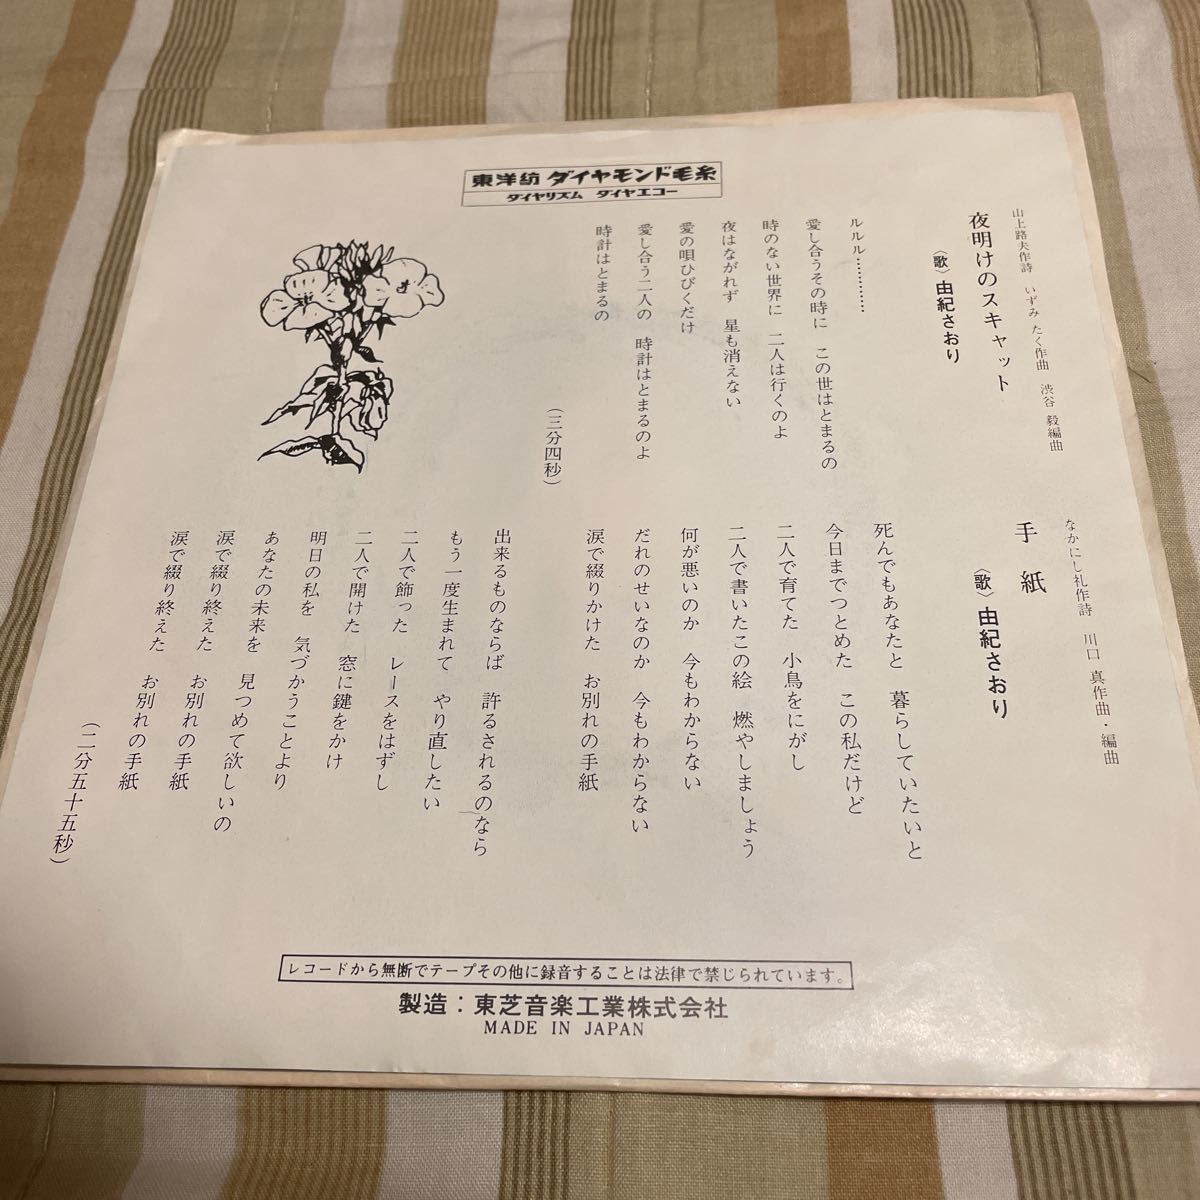 東洋紡 ダイヤモンド毛糸
ダイヤリズム ダイヤエコー
山上路夫作詩 いずみ たく作曲 渋谷 毅編曲
夜明けのスキャット
〈歌〉由紀さおり
ルルル…………
愛し合うその時に この世はとまるの
時のない世界に 二人は行くのよ
夜はながれず 星も消えない
愛の唄ひびくだけ
愛し合う二人の 時計はとまるのよ
時計はとまるの
(三分四秒)
なかにし礼作詩 川口 真作曲・編曲
手紙
〈歌〉由紀さおり
死んでもあなたと 暮らしていたいと
今日までつとめた この私だけど
二人で育てた 小鳥をにがし
二人で書いたこの絵 燃やしましょう
何が悪いのか 今もわからない
だれのせいなのか 今もわからない
涙で綴りかけた お別れの手紙
出来るものならば 許るされるのなら
もう一度生まれて やり直したい
二人で飾った レースをはずし
二人で開けた 窓に鍵をかけ
明日の私を 気づかうことより
あなたの未来を 見つめて欲しいの
涙で綴り終えた お別れの手紙
涙で綴り終えた お別れの手紙
(二分五十五秒)
レコードから無断でテープその他に録音することは法律で禁じられています。
製造：東芝音楽工業株式会社
MADE IN JAPAN